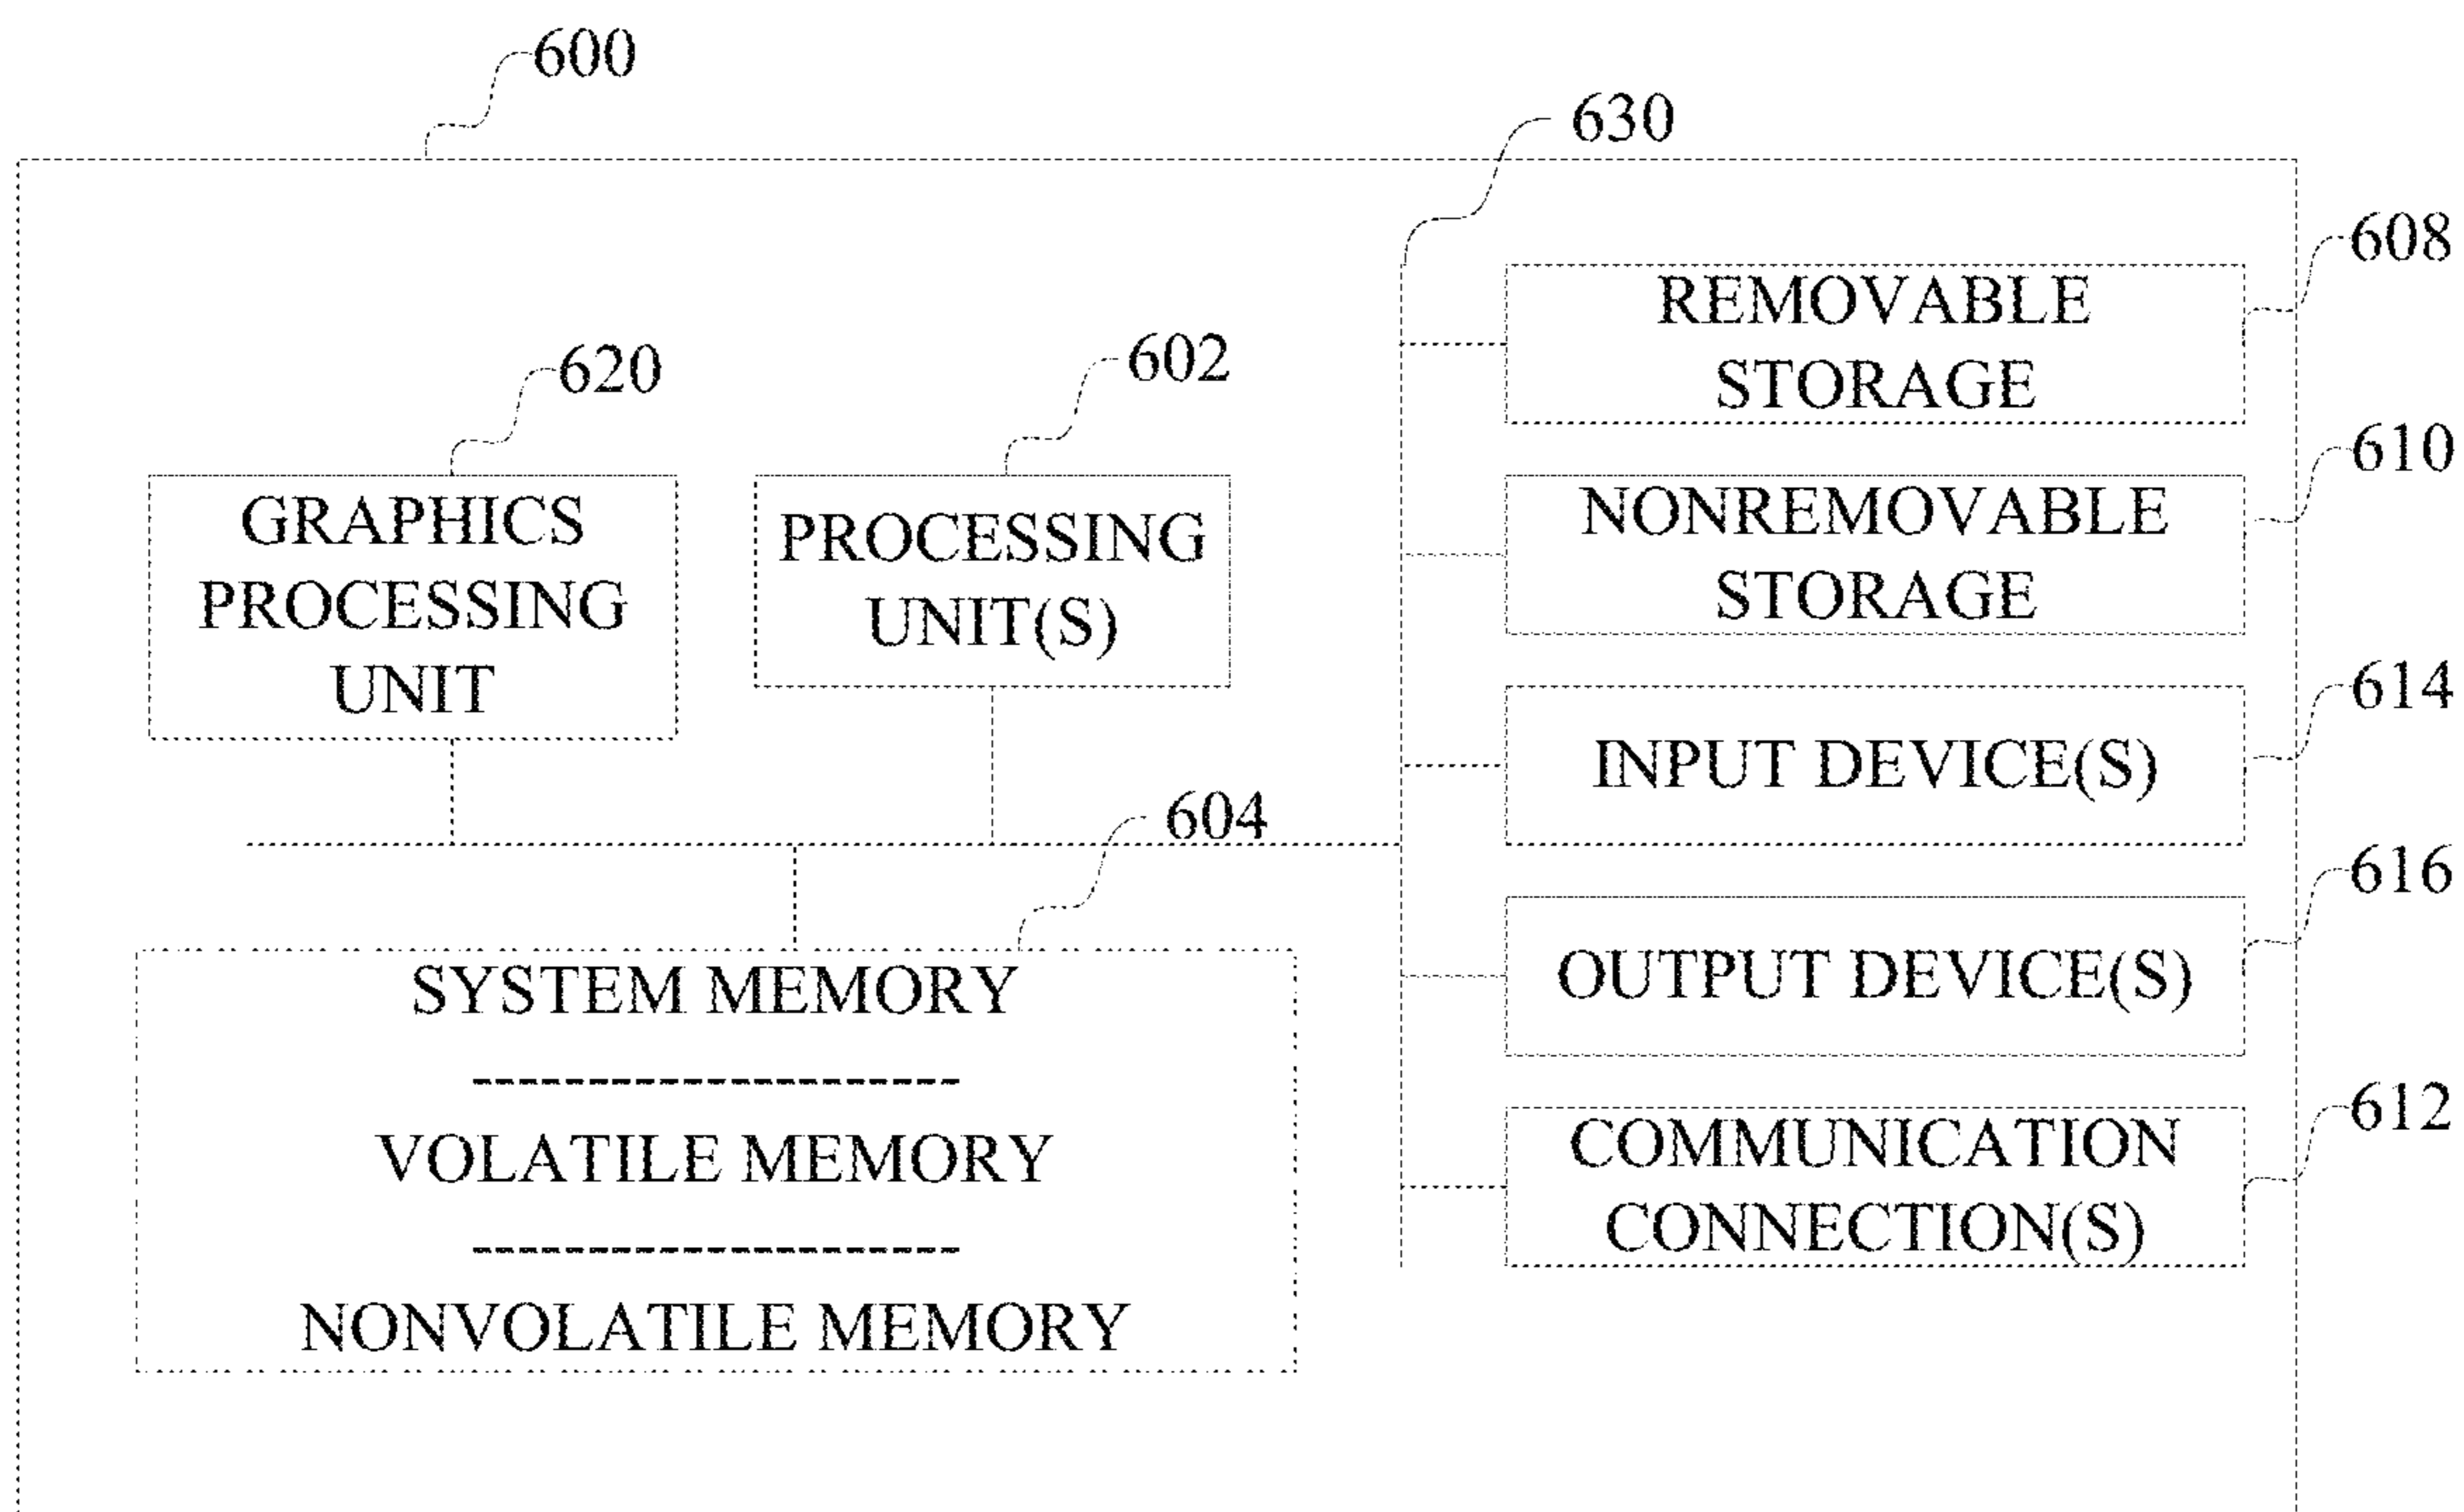 600
630
608
REMOVABLE
STORAGE
620
602
610
GRAPHICS
PROCESSING
UNIT
PROCESSING
UNIT(S)
NONREMOVABLE
STORAGE
614
INPUT DEVICE(S)
604
616
OUTPUT DEVICE(S)
SYSTEM MEMORY
---------------------
VOLATILE MEMORY
---------------------
NONVOLATILE MEMORY
612
COMMUNICATION
CONNECTION(S)